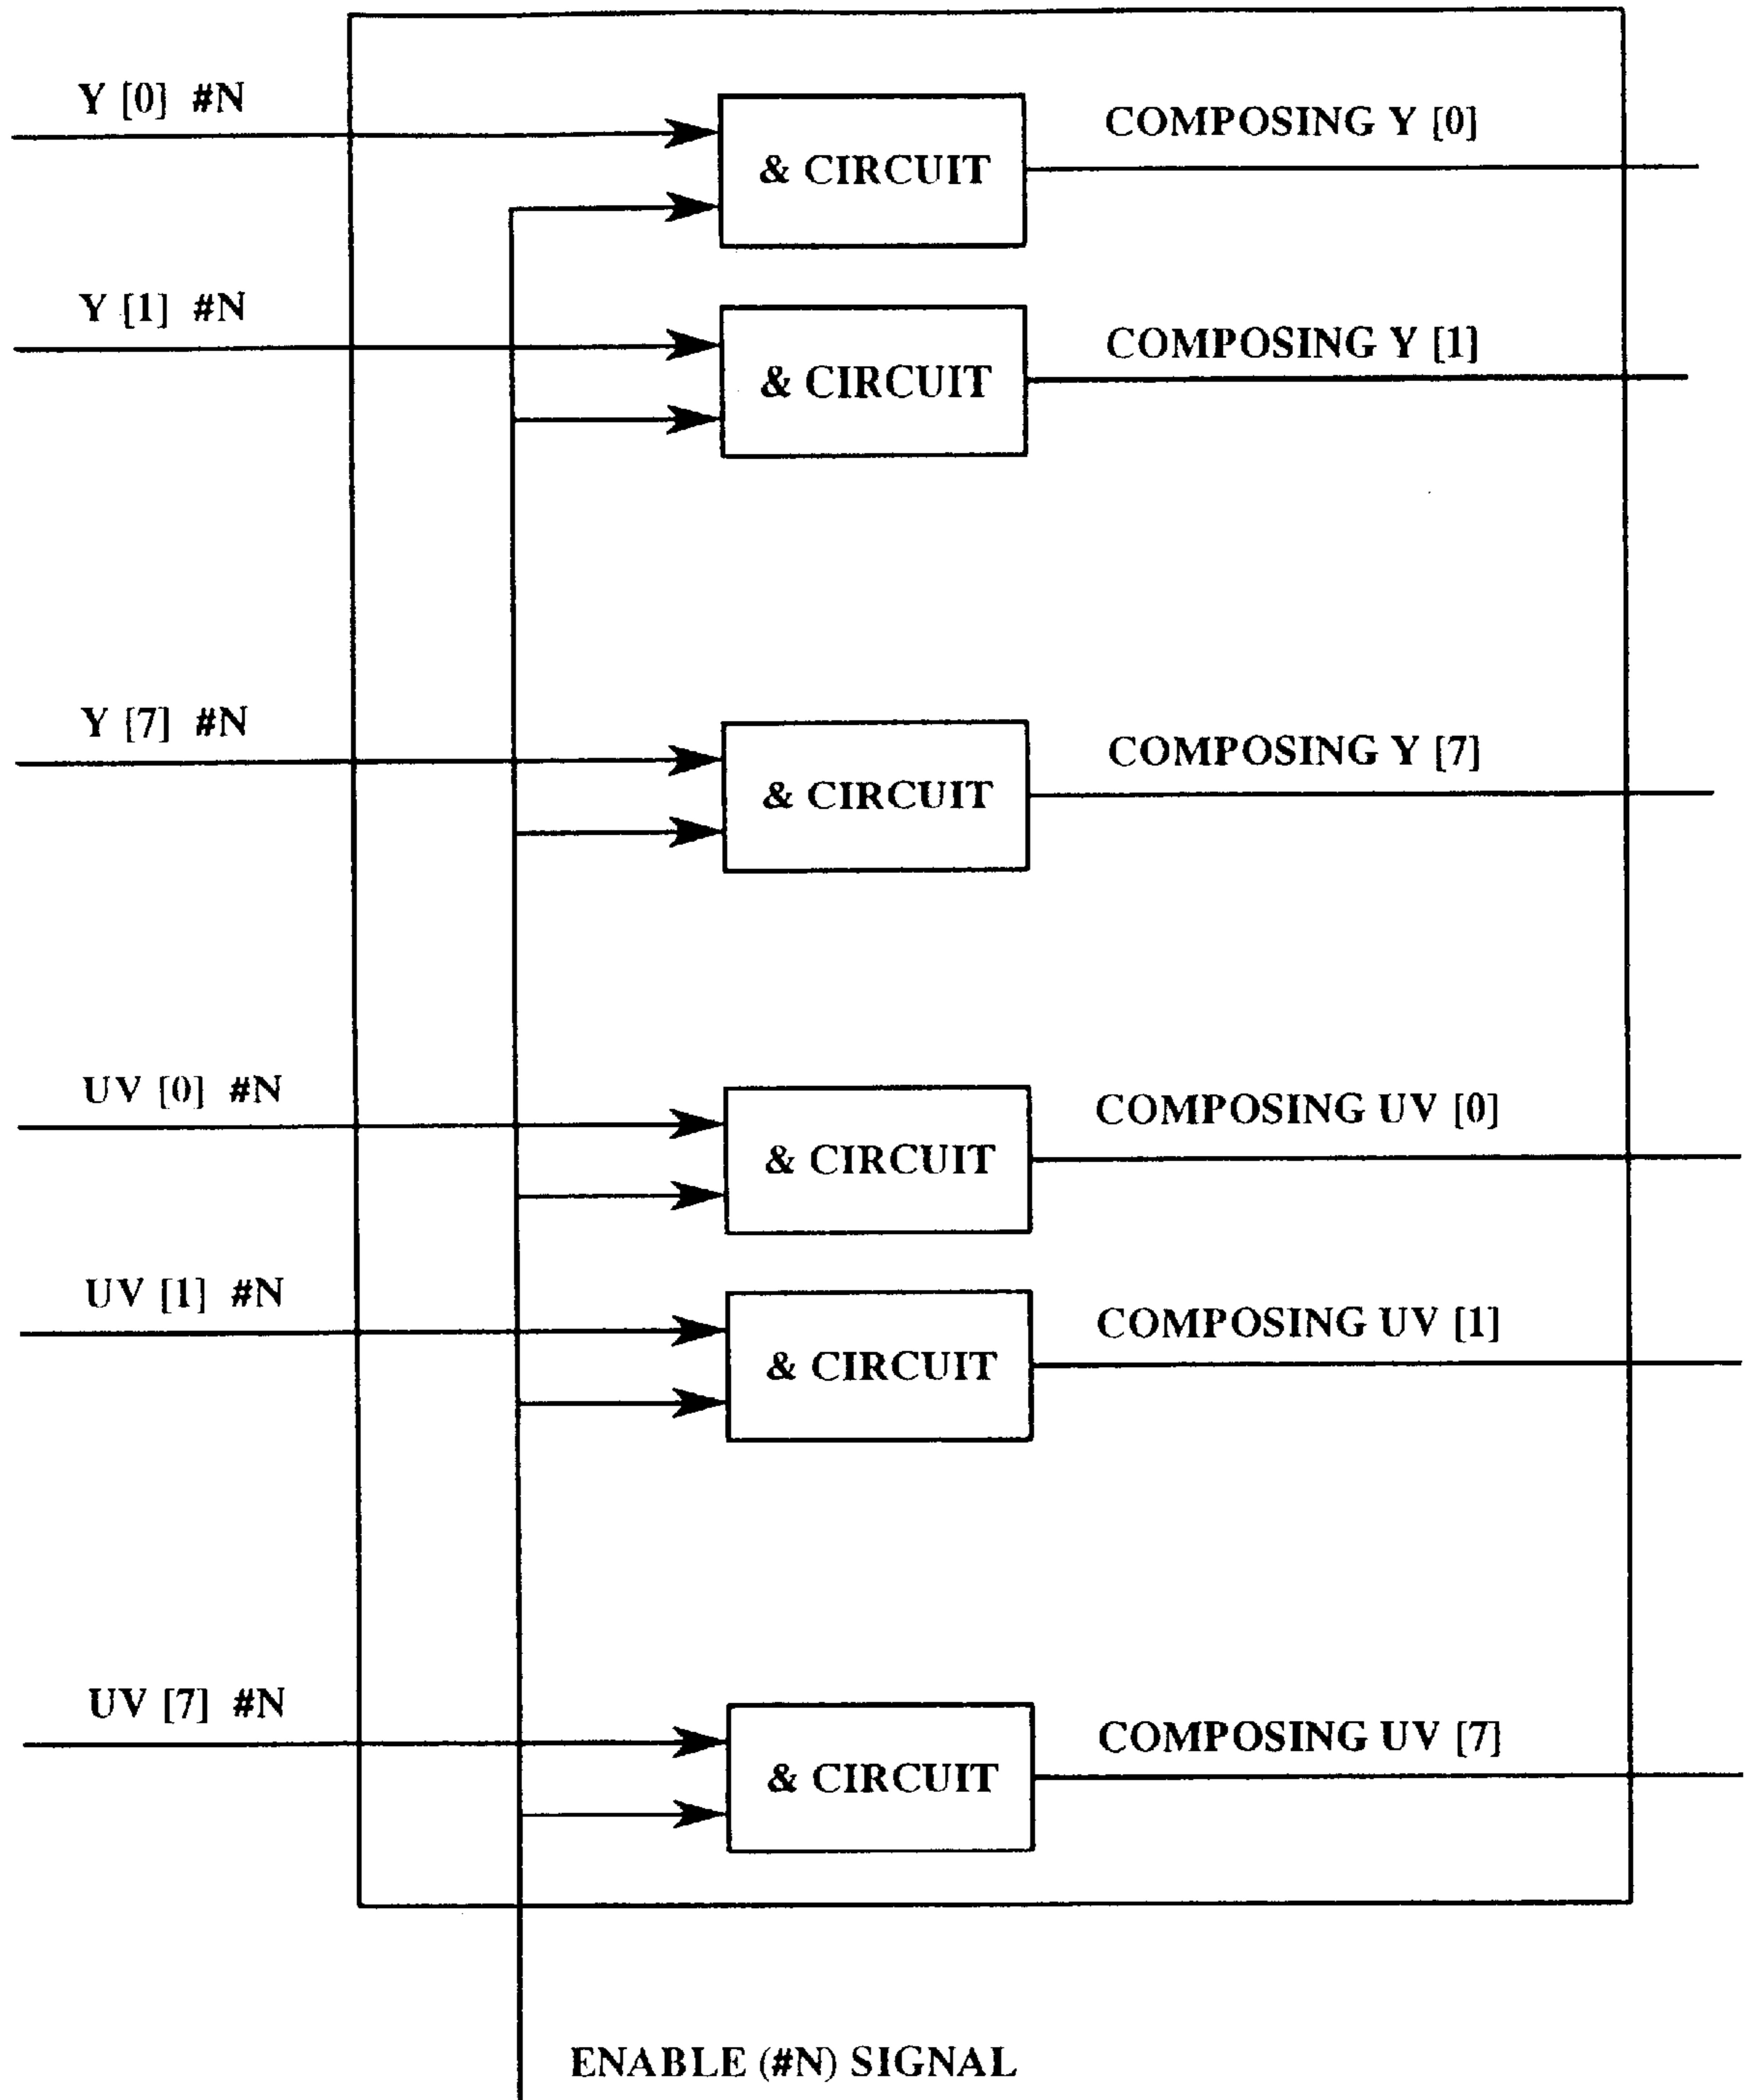 Y [0] #N
COMPOSING Y [0]
& CIRCUIT
Y [1] #N
COMPOSING Y [1]
& CIRCUIT
Y [7] #N
COMPOSING Y [7]
& CIRCUIT
UV [0] #N
COMPOSING UV [0]
& CIRCUIT
UV [1] #N
COMPOSING UV [1]
& CIRCUIT
UV [7] #N
COMPOSING UV [7]
& CIRCUIT
ENABLE (#N) SIGNAL